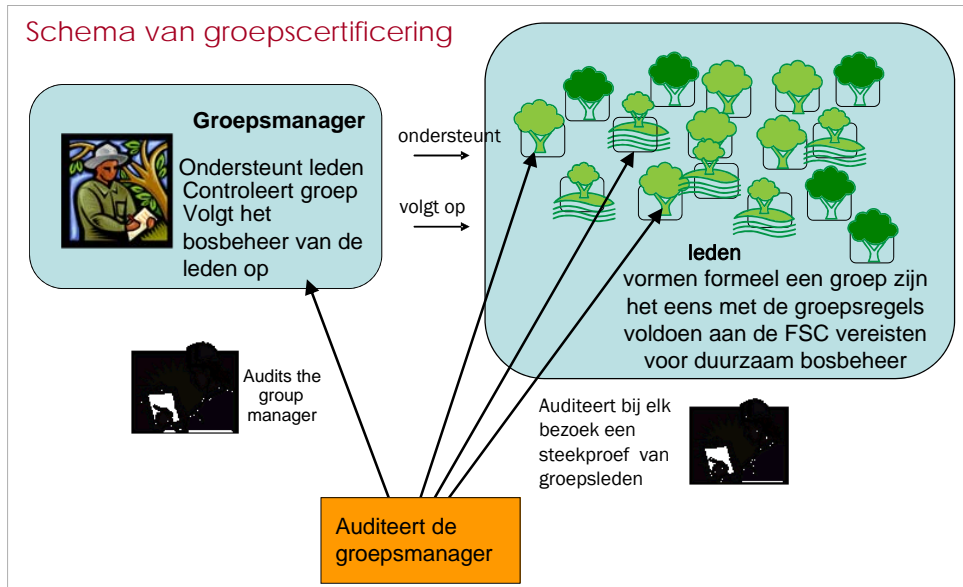 Schema van groepscertificering
Groepsmanager
Ondersteunt leden
Controleert groep
Volgt het
bosbeheer van de
leden op
ondersteunt
volgt op
leden
vormen formeel een groep zijn
het eens met de groepsregels
voldoen aan de FSC vereisten
voor duurzaam bosbeheer
Audits the
group
manager
Auditeert bij elk
bezoek een
steekproef van
groepsleden
Auditeert de
groepsmanager